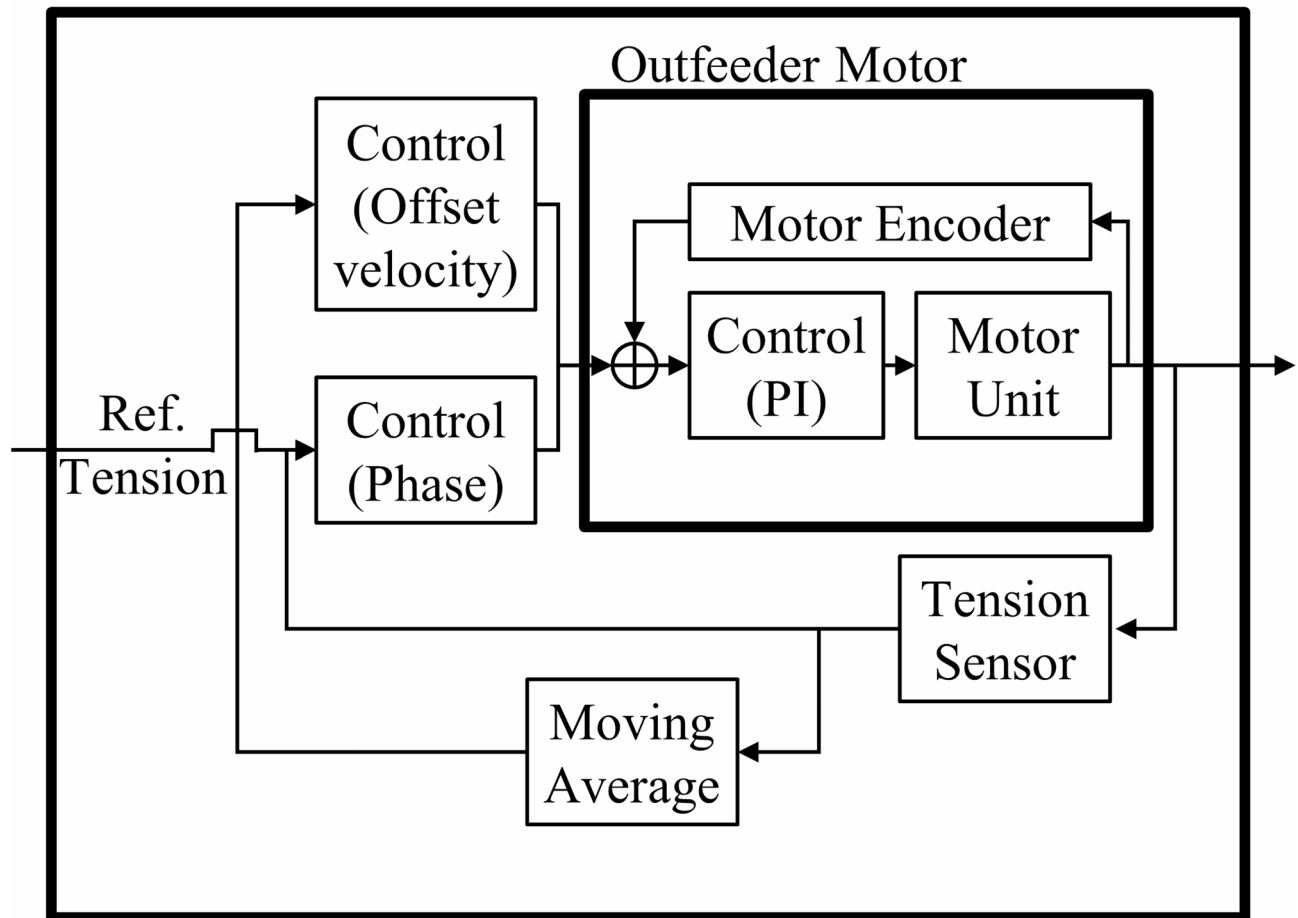 Outfeeder Motor
Control
(Offset
velocity)
Motor Encoder
Control
(PI)
Motor
Unit
Ref.
Tension
Control
(Phase)
Tension
Sensor
Moving
Average